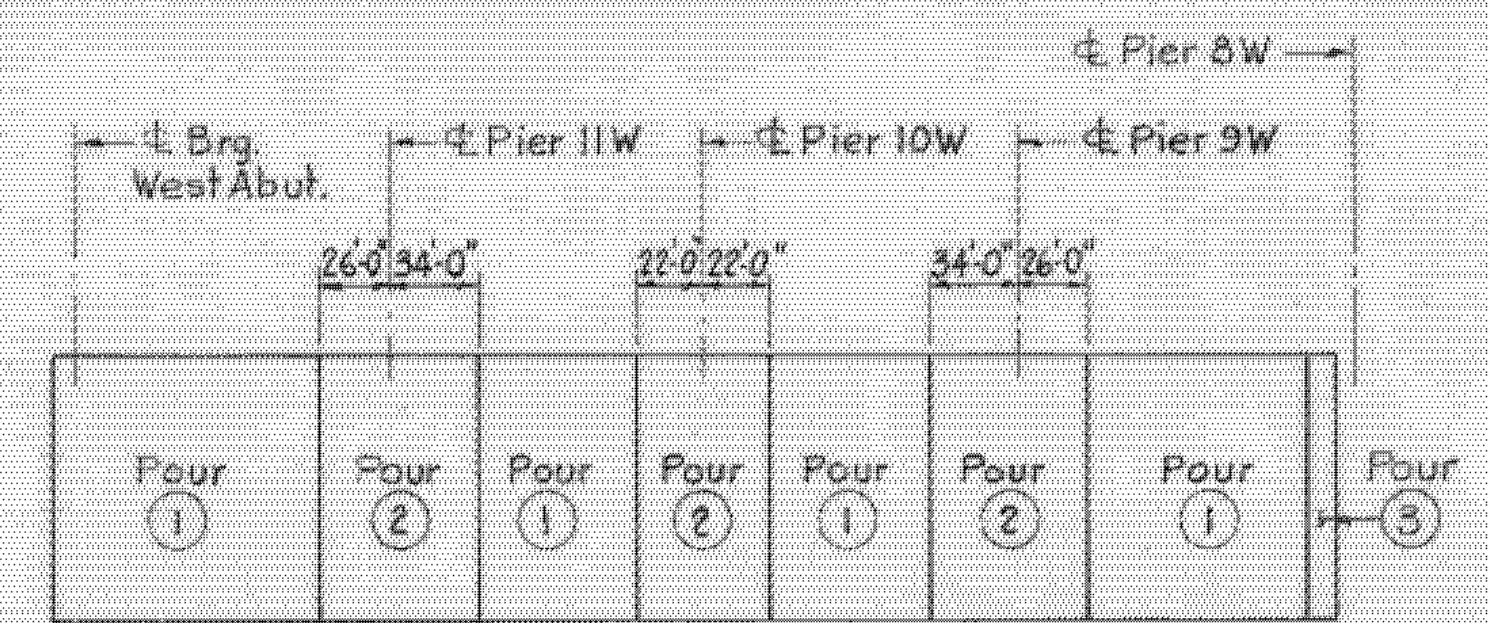 ℄ Pier 8W
℄ Brg.
West Abut.
℄ Pier 11W
℄ Pier 10W
℄ Pier 9W
26'-0" 34'-0"
22'-0" 22'-0"
34'-0" 26'-0"
Pour
1
Pour
2
Pour
1
Pour
2
Pour
1
Pour
2
Pour
1
Pour
3